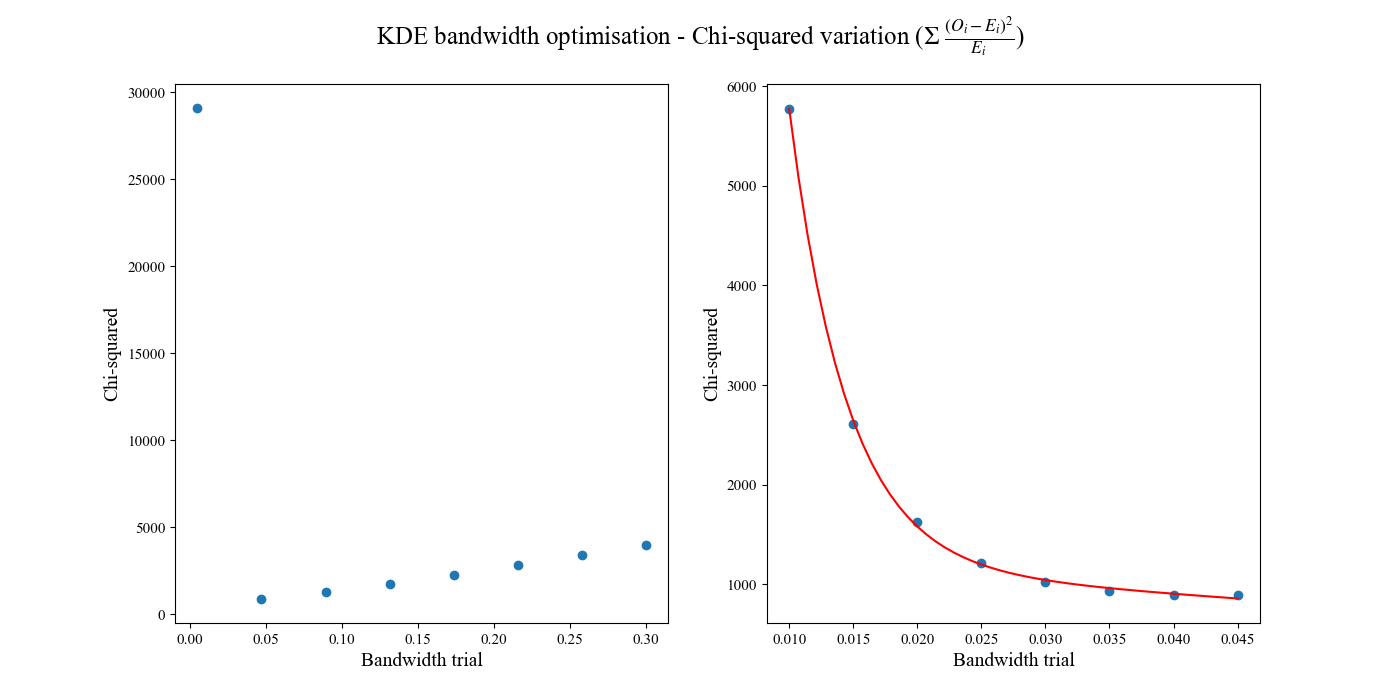 KDE bandwidth optimisation - Chi-squared variation (Σ (Oᵢ − Eᵢ)²/Eᵢ)
30000
25000
20000
15000
10000
5000
0
Chi-squared
0.00 0.05 0.10 0.15 0.20 0.25 0.30
Bandwidth trial
6000
5000
4000
3000
2000
1000
Chi-squared
0.010 0.015 0.020 0.025 0.030 0.035 0.040 0.045
Bandwidth trial